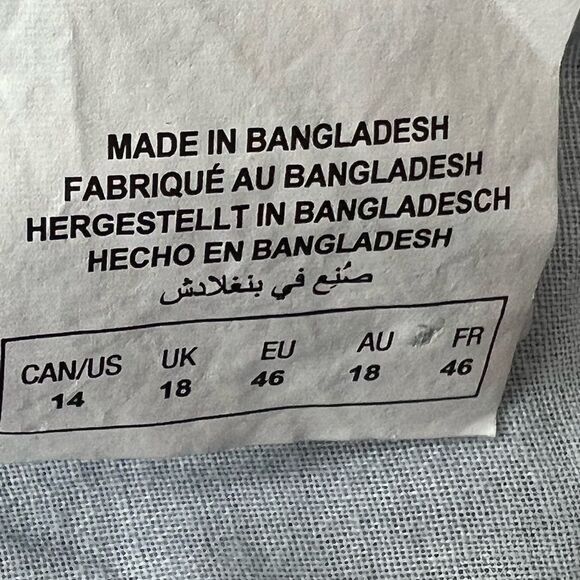 MADE IN BANGLADESH
FABRIQUÉ AU BANGLADESH
HERGESTELLT IN BANGLADESCH
HECHO EN BANGLADESH
صُنِع في بنغلادش
CAN/US UK EU AU FR
14 18 46 18 46